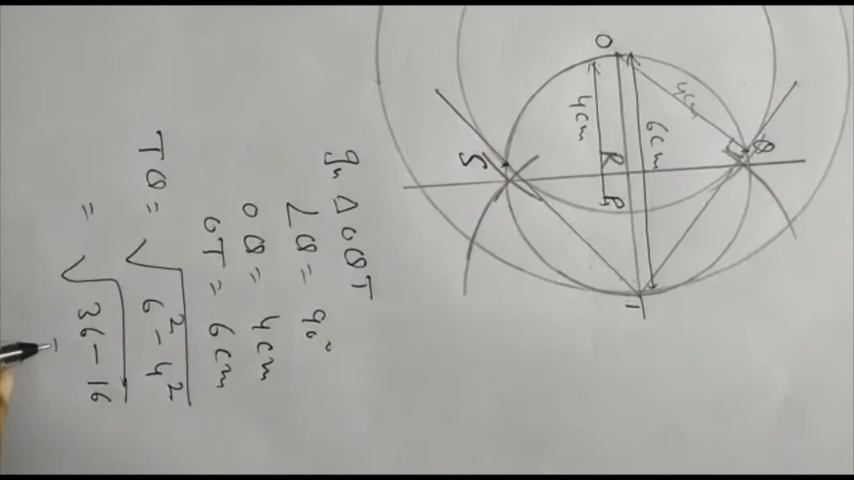 O
4cm
4cm
6cm
Q
S
R
P
T
In Δ OQT
∠Q = 90°
OQ = 4cm
OT = 6cm
TQ = √6² - 4²
= √36 - 16